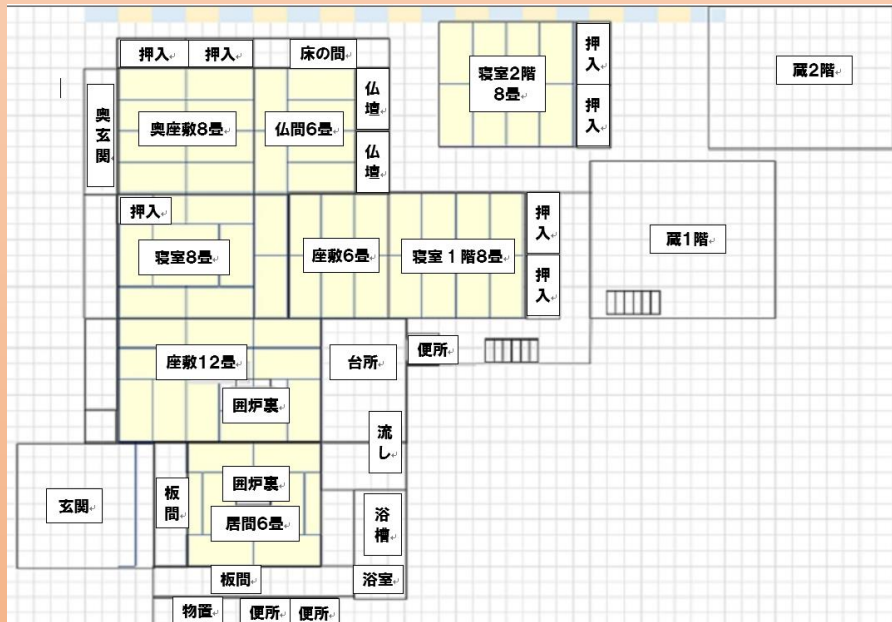 押入
押入
床の間
押入
蔵2階
寝室2階
8畳
奥玄関
奥座敷8畳
仏間6畳
仏壇
押入
仏壇
押入
寝室8畳
座敷6畳
寝室1階8畳
押入
押入
蔵1階
座敷12畳
台所
便所
囲炉裏
流し
玄関
板間
囲炉裏
居間6畳
浴槽
板間
浴室
物置
便所
便所